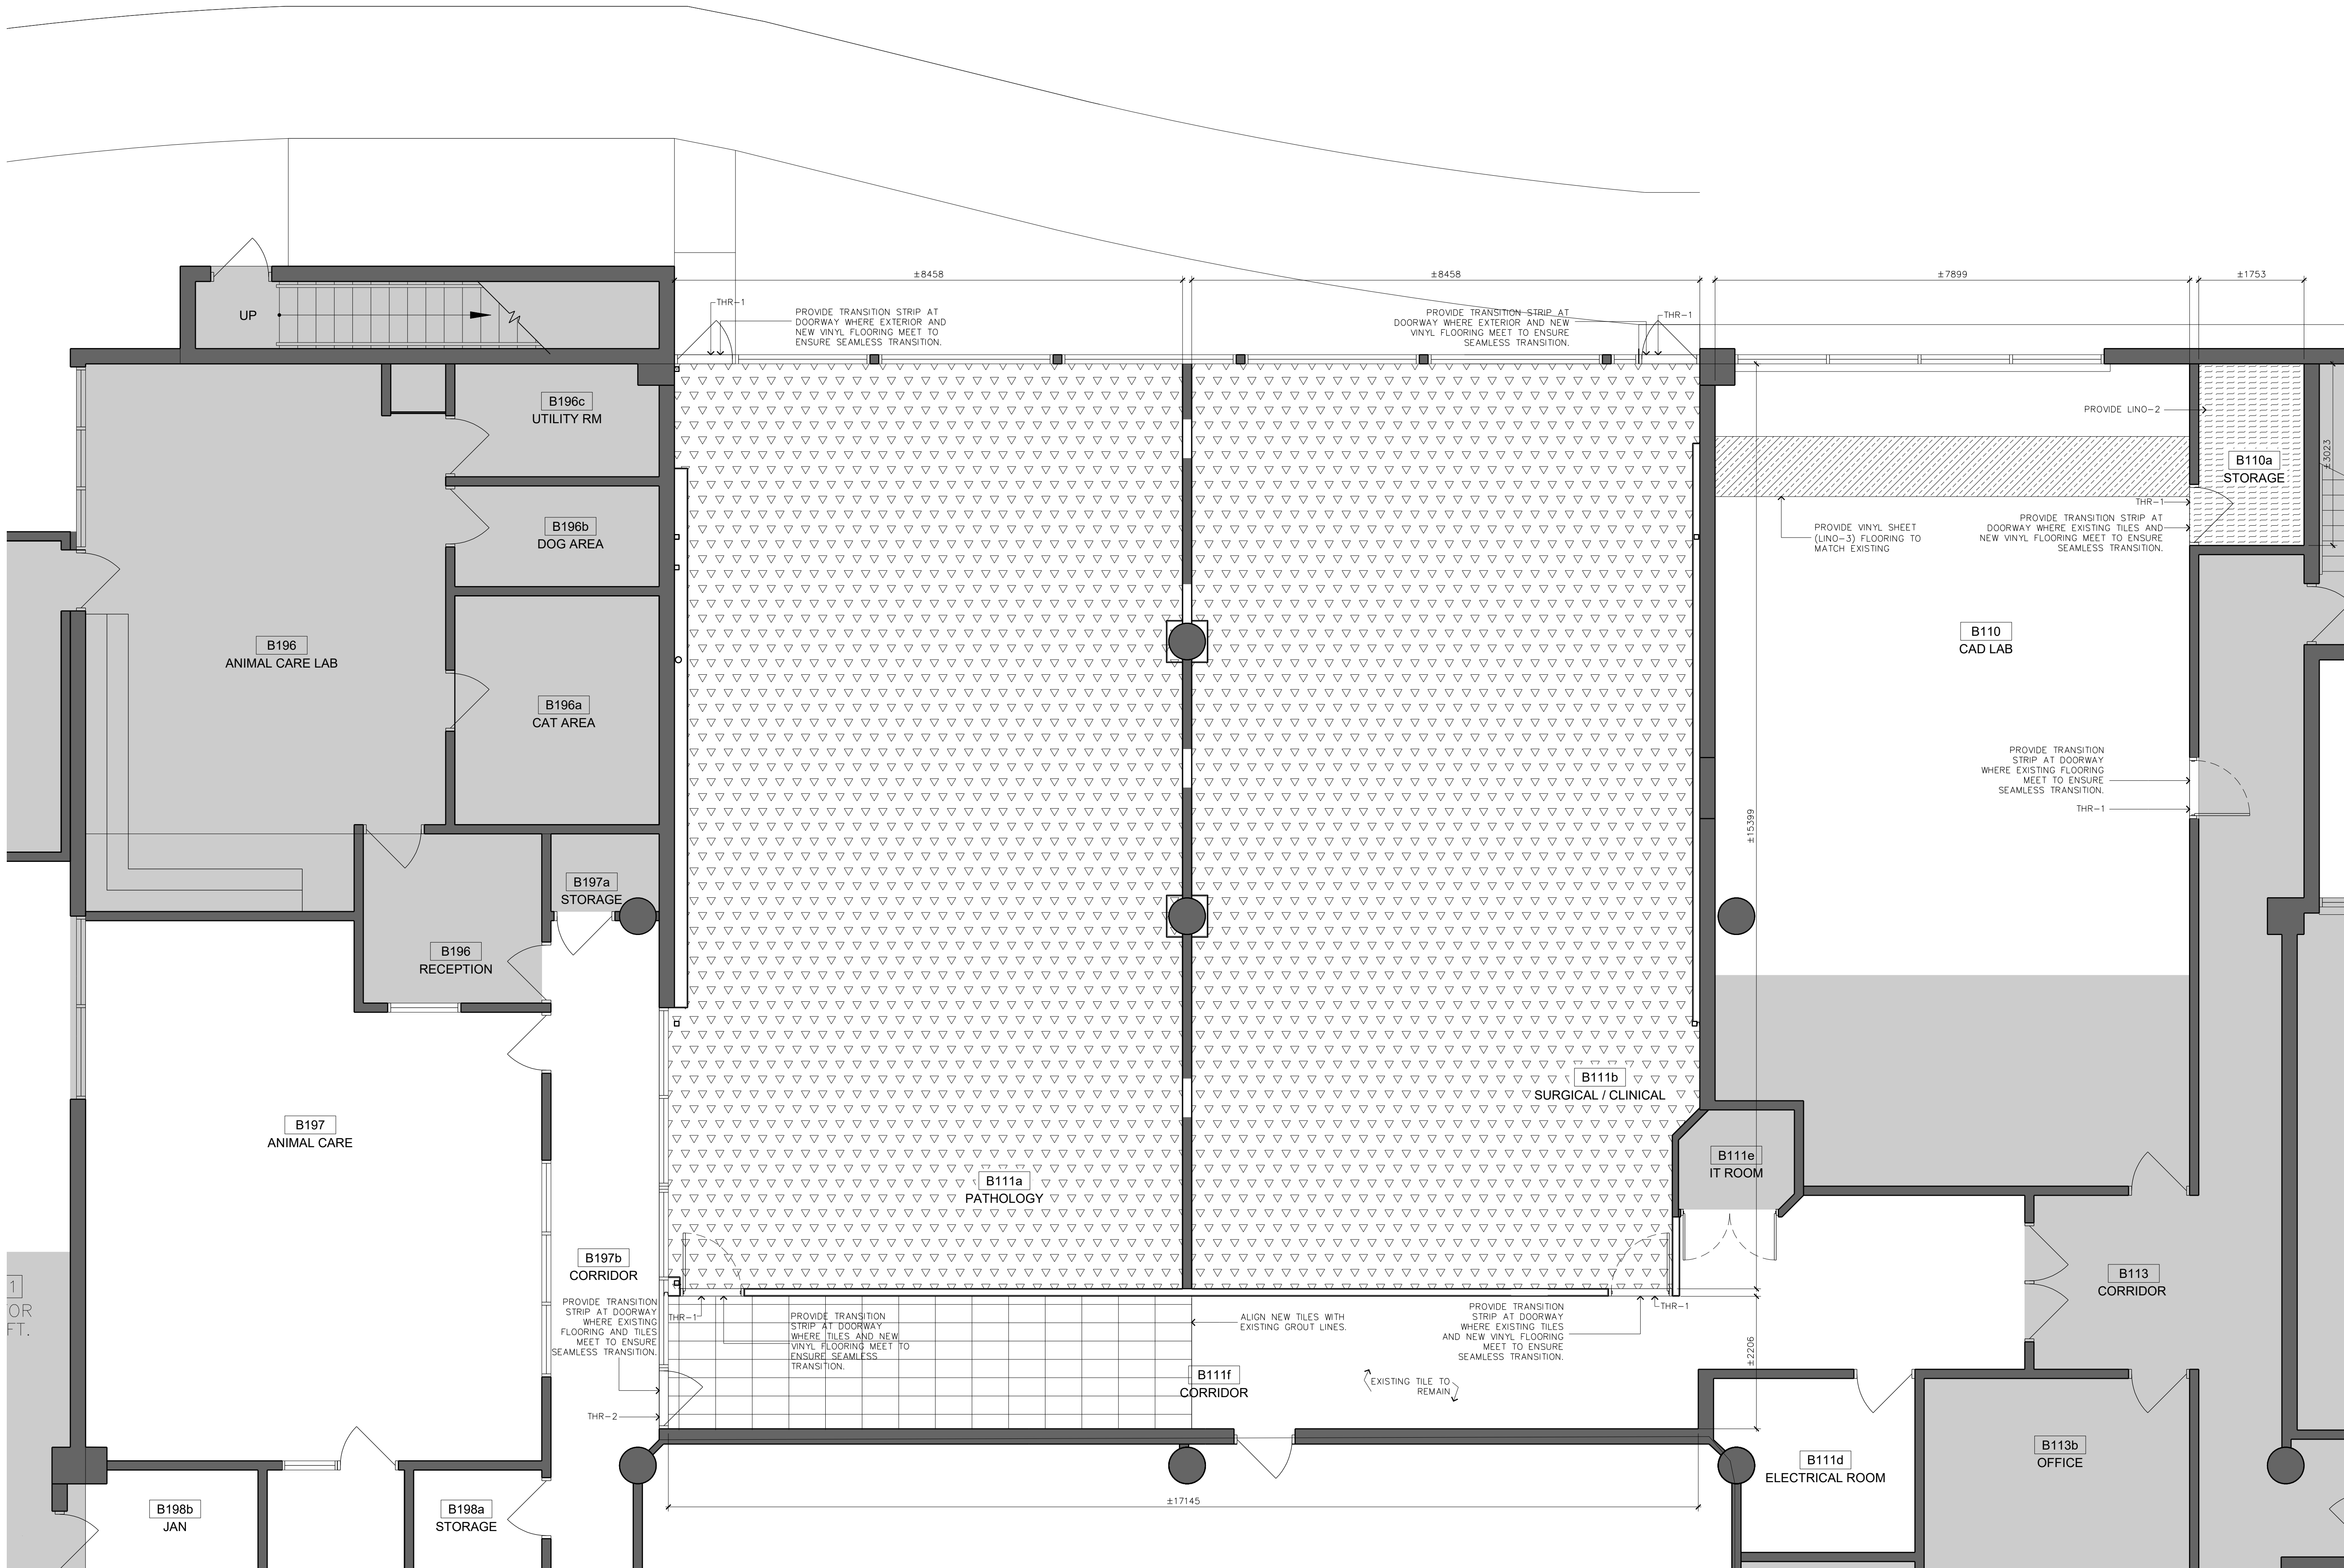 ±8458
±8458
±7899
±1753
THR-1
PROVIDE TRANSITION STRIP AT
DOORWAY WHERE EXTERIOR AND
NEW VINYL FLOORING MEET TO
ENSURE SEAMLESS TRANSITION.
PROVIDE TRANSITION STRIP AT
DOORWAY WHERE EXTERIOR AND NEW
VINYL FLOORING MEET TO ENSURE
SEAMLESS TRANSITION.
THR-1
UP
B196c
UTILITY RM
PROVIDE LINO-2
±3023
B110a
STORAGE
THR-1
PROVIDE TRANSITION STRIP AT
DOORWAY WHERE EXISTING TILES AND
NEW VINYL FLOORING MEET TO ENSURE
SEAMLESS TRANSITION.
PROVIDE VINYL SHEET
(LINO-3) FLOORING TO
MATCH EXISTING
B196b
DOG AREA
B196
ANIMAL CARE LAB
B110
CAD LAB
B196a
CAT AREA
PROVIDE TRANSITION
STRIP AT DOORWAY
WHERE EXISTING FLOORING
MEET TO ENSURE
SEAMLESS TRANSITION.
THR-1
±15399
B197a
STORAGE
B196
RECEPTION
B111b
SURGICAL / CLINICAL
B197
ANIMAL CARE
B111e
IT ROOM
B111a
PATHOLOGY
B197b
CORRIDOR
B113
CORRIDOR
1
OR
FT.
PROVIDE TRANSITION
STRIP AT DOORWAY
WHERE EXISTING
FLOORING AND TILES
MEET TO ENSURE
SEAMLESS TRANSITION.
THR-1
PROVIDE TRANSITION
STRIP AT DOORWAY
WHERE TILES AND NEW
VINYL FLOORING MEET TO
ENSURE SEAMLESS
TRANSITION.
ALIGN NEW TILES WITH
EXISTING GROUT LINES.
PROVIDE TRANSITION
STRIP AT DOORWAY
WHERE EXISTING TILES
AND NEW VINYL FLOORING
MEET TO ENSURE
SEAMLESS TRANSITION.
THR-1
±2206
B111f
CORRIDOR
EXISTING TILE TO
REMAIN
THR-2
B113b
OFFICE
B111d
ELECTRICAL ROOM
±17145
B198b
JAN
B198a
STORAGE